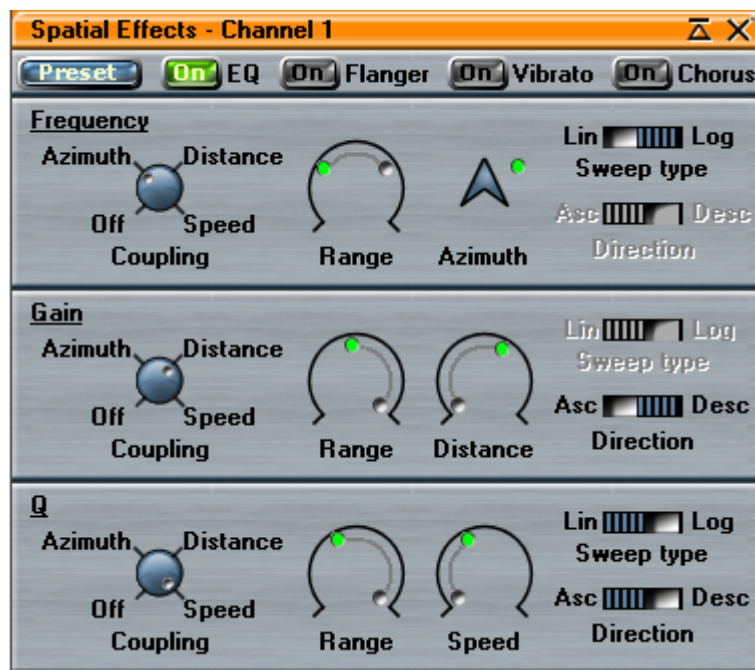 Spatial Effects - Channel 1
Preset On EQ On Flanger On Vibrato On Chorus
Frequency
Azimuth Distance
Off Speed
Coupling
Range
Azimuth
Lin Log
Sweep type
Asc Desc
Direction
Gain
Azimuth Distance
Off Speed
Coupling
Range
Distance
Lin Log
Sweep type
Asc Desc
Direction
Q
Azimuth Distance
Off Speed
Coupling
Range
Speed
Lin Log
Sweep type
Asc Desc
Direction